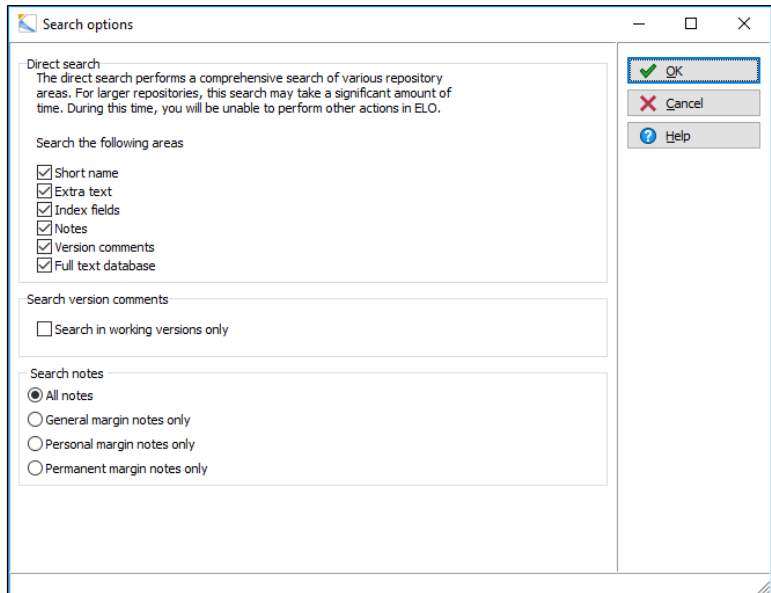 Search options
Direct search
The direct search performs a comprehensive search of various repository
areas. For larger repositories, this search may take a significant amount of
time. During this time, you will be unable to perform other actions in ELO.
Search the following areas
Short name
Extra text
Index fields
Notes
Version comments
Full text database
Search version comments
Search in working versions only
Search notes
All notes
General margin notes only
Personal margin notes only
Permanent margin notes only
OK
Cancel
Help